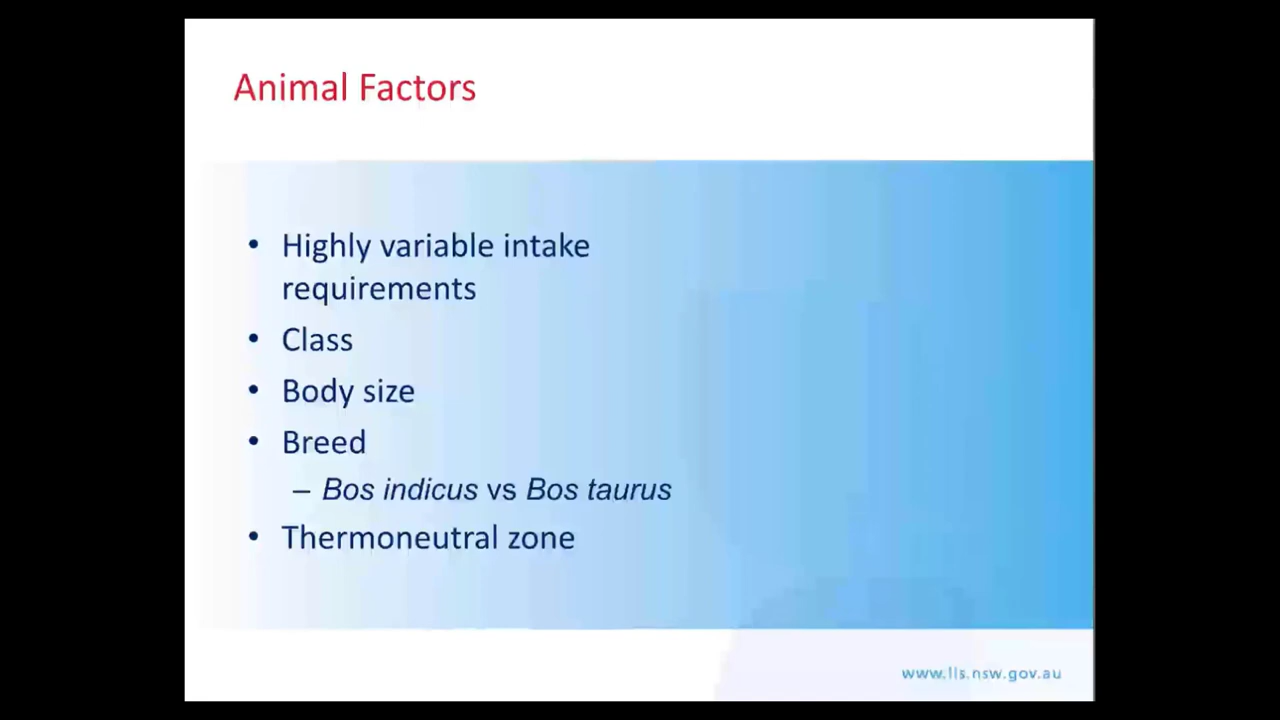 Animal Factors
• Highly variable intake
requirements
• Class
• Body size
• Breed
– Bos indicus vs Bos taurus
• Thermoneutral zone
www.lls.nsw.gov.au